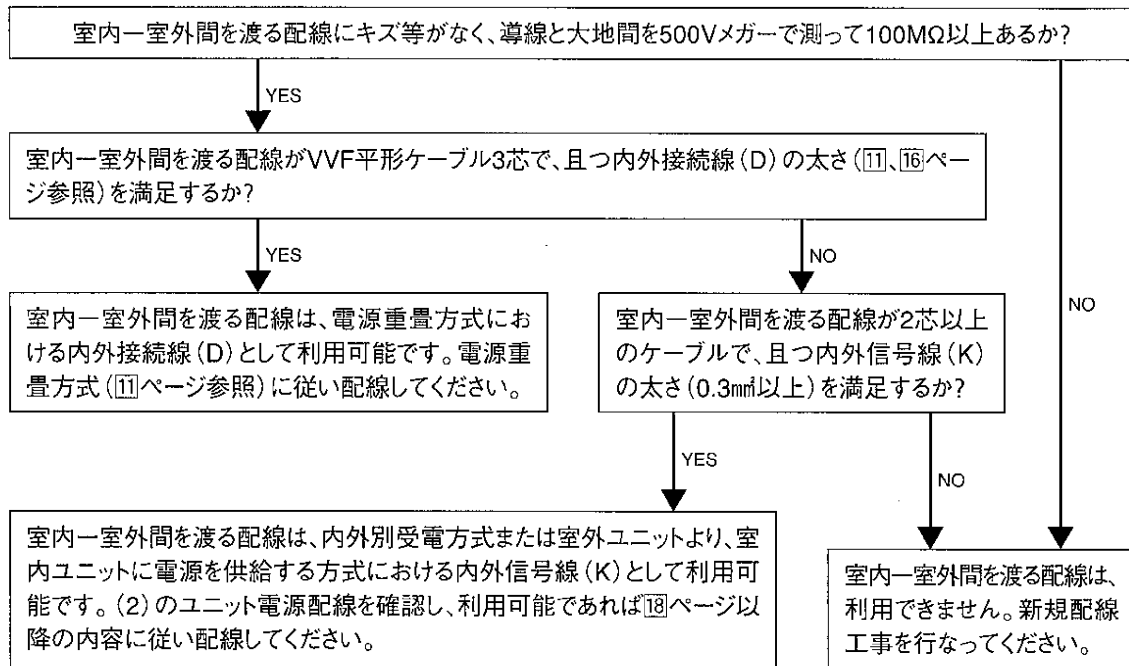 室内ー室外間を渡る配線にキズ等がなく、導線と大地間を500Vメガーで測って100MΩ以上あるか?
YES
室内ー室外間を渡る配線がVVF平形ケーブル3芯で、且つ内外接続線(D)の太さ(11、16ペー
ジ参照)を満足するか?
YES
NO
NO
室内ー室外間を渡る配線は、電源重畳方式にお
ける内外接続線(D)として利用可能です。電源重
畳方式(11ページ参照)に従い配線してください。
室内ー室外間を渡る配線が2芯以上
のケーブルで、且つ内外信号線(K)
の太さ(0.3㎟以上)を満足するか?
YES
NO
室内ー室外間を渡る配線は、内外別受電方式または室外ユニットより、室
内ユニットに電源を供給する方式における内外信号線(K)として利用可
能です。(2)のユニット電源配線を確認し、利用可能であれば18ページ以
降の内容に従い配線してください。
室内ー室外間を渡る配線は、
利用できません。新規配線
工事を行なってください。